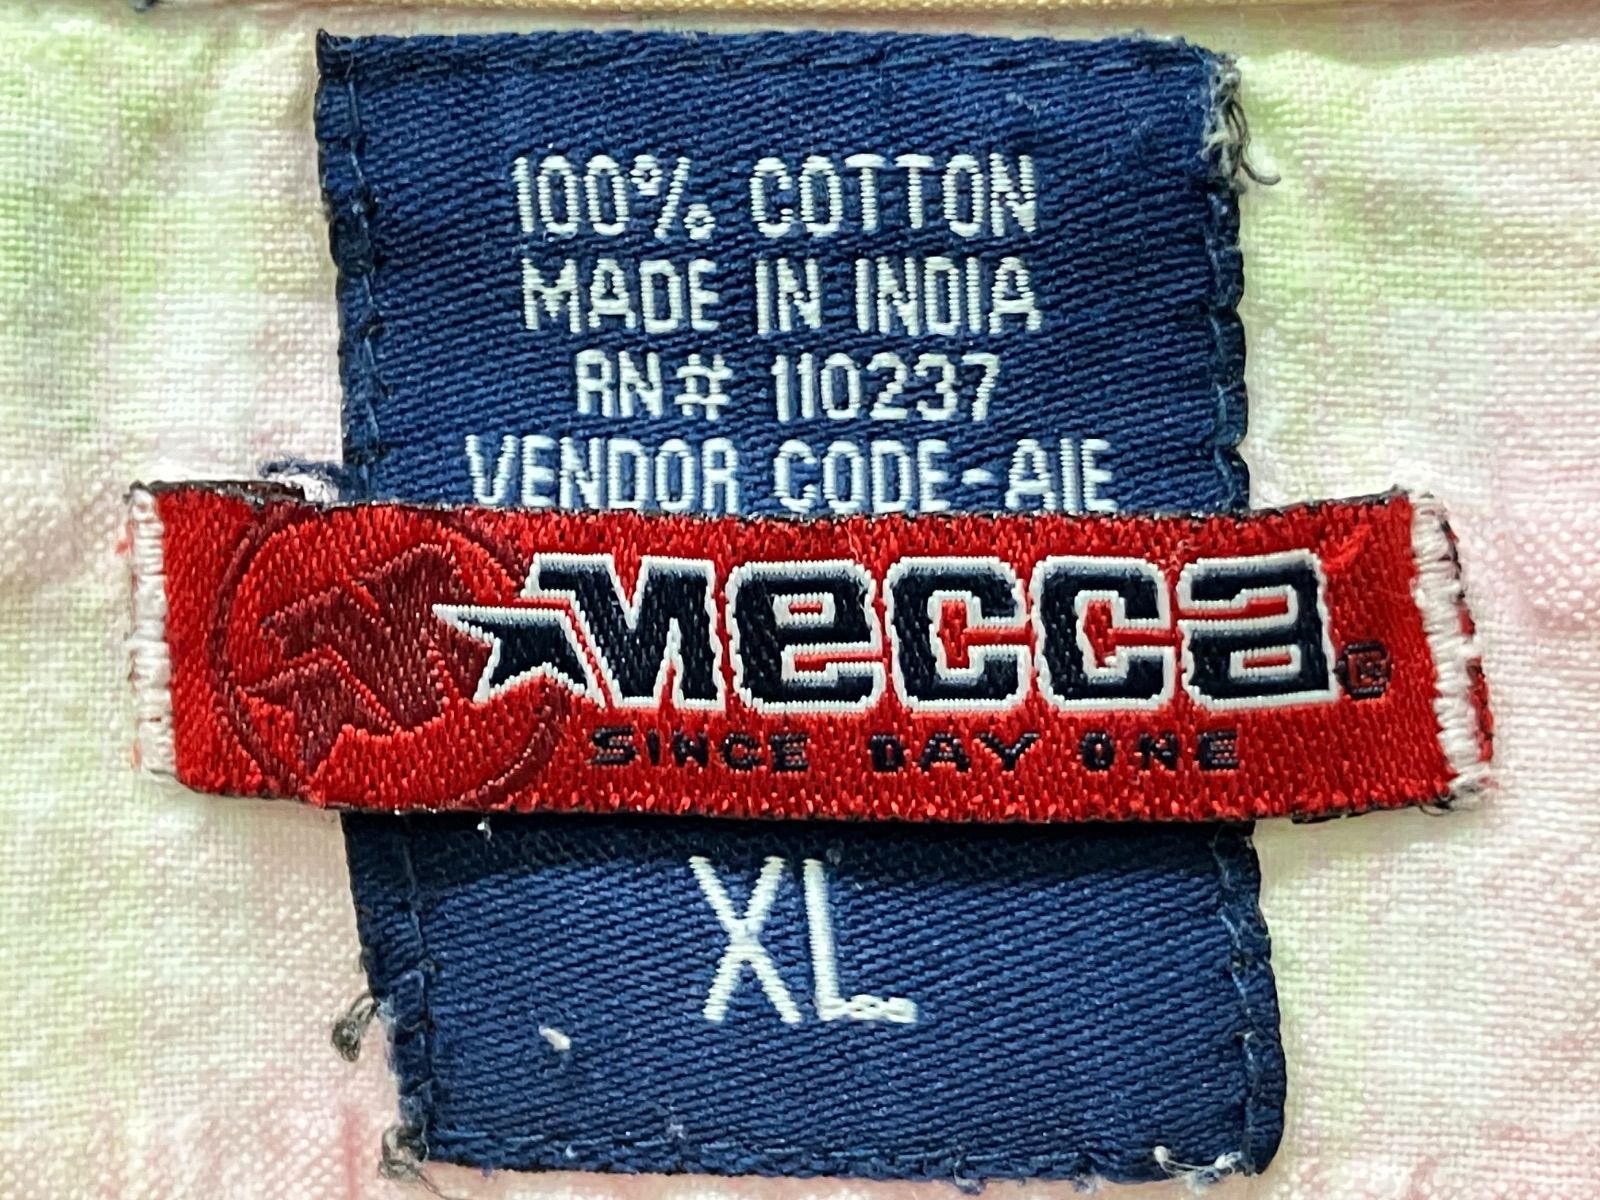 100% COTTON
MADE IN INDIA
RN# 110237
VENDOR CODE-AIE
MeCCa®
SINCE DAY ONE
XL